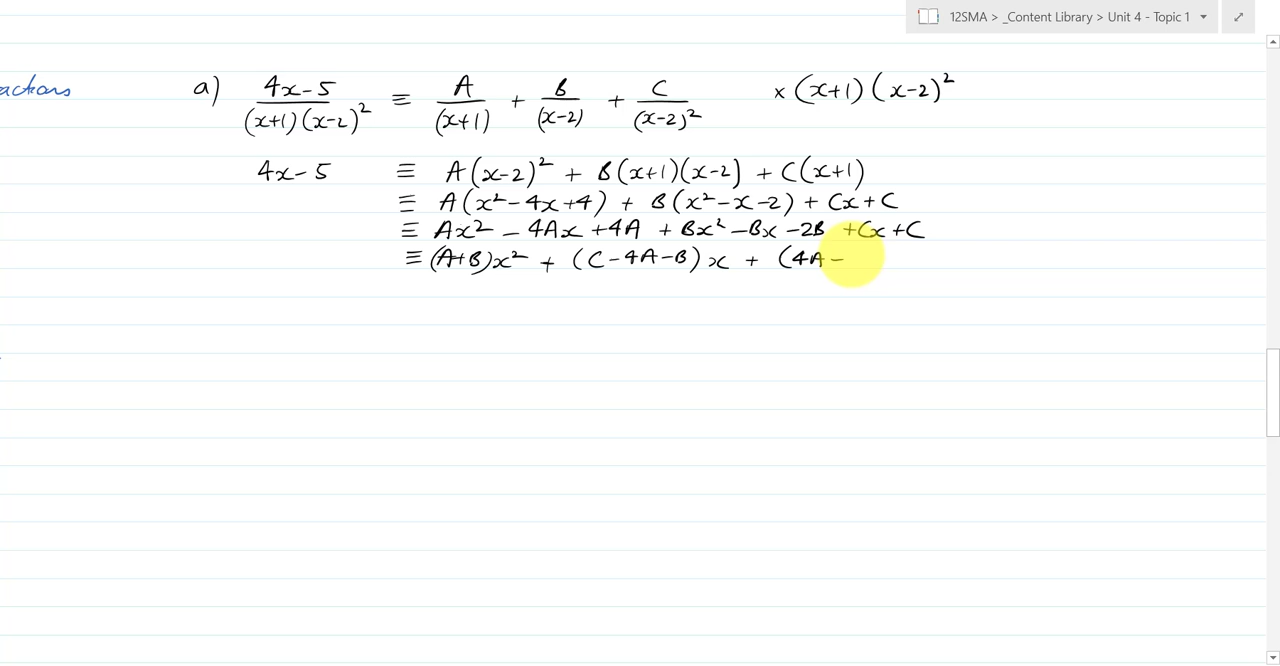 12SMA > _Content Library > Unit 4 - Topic 1
actions
a) (4x-5)/((x+1)(x-2)²) ≡ A/(x+1) + B/(x-2) + C/(x-2)² × (x+1)(x-2)²
4x-5 ≡ A(x-2)² + B(x+1)(x-2) + C(x+1)
≡ A(x²-4x+4) + B(x²-x-2) + Cx+C
≡ Ax² - 4Ax +4A + Bx² -Bx -2B +Cx +C
≡ (A+B)x² + (C-4A-B)x + (4A-